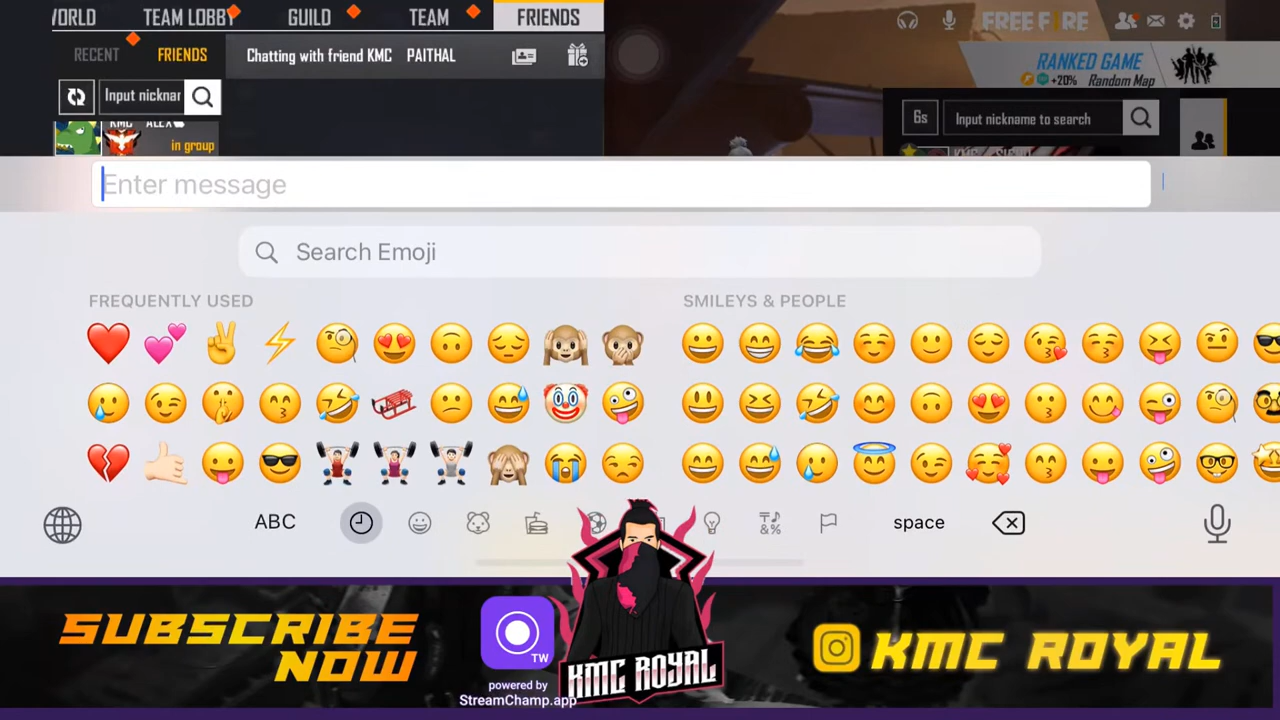 WORLD TEAM LOBBY GUILD TEAM FRIENDS
FREE FIRE
RECENT FRIENDS
Chatting with friend KMC PAITHAL
RANKED GAME
+20% Random Map
Input nicknar
6s
Input nickname to search
KMC ALEX
in group
Enter message
Search Emoji
FREQUENTLY USED
SMILEYS & PEOPLE
ABC
space
SUBSCRIBE NOW
TW
powered by
StreamChamp.app
KMC ROYAL
KMC ROYAL